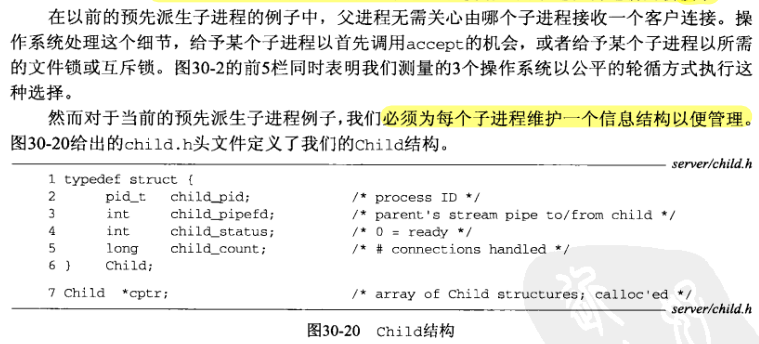 在以前的预先派生子进程的例子中，父进程无需关心由哪个子进程接收一个客户连接。操
作系统处理这个细节，给予某个子进程以首先调用accept的机会，或者给予某个子进程以所需
的文件锁或互斥锁。图30-2的前5栏同时表明我们测量的3个操作系统以公平的轮循方式执行这
种选择。
然而对于当前的预先派生子进程例子，我们必须为每个子进程维护一个信息结构以便管理。
图30-20给出的child.h头文件定义了我们的Child结构。
server/child.h
1 typedef struct {
2 pid_t child_pid; /* process ID */
3 int child_pipefd; /* parent's stream pipe to/from child */
4 int child_status; /* 0 = ready */
5 long child_count; /* # connections handled */
6 } Child;
7 Child *cptr; /* array of Child structures; calloc'ed */
server/child.h
图30-20 Child结构